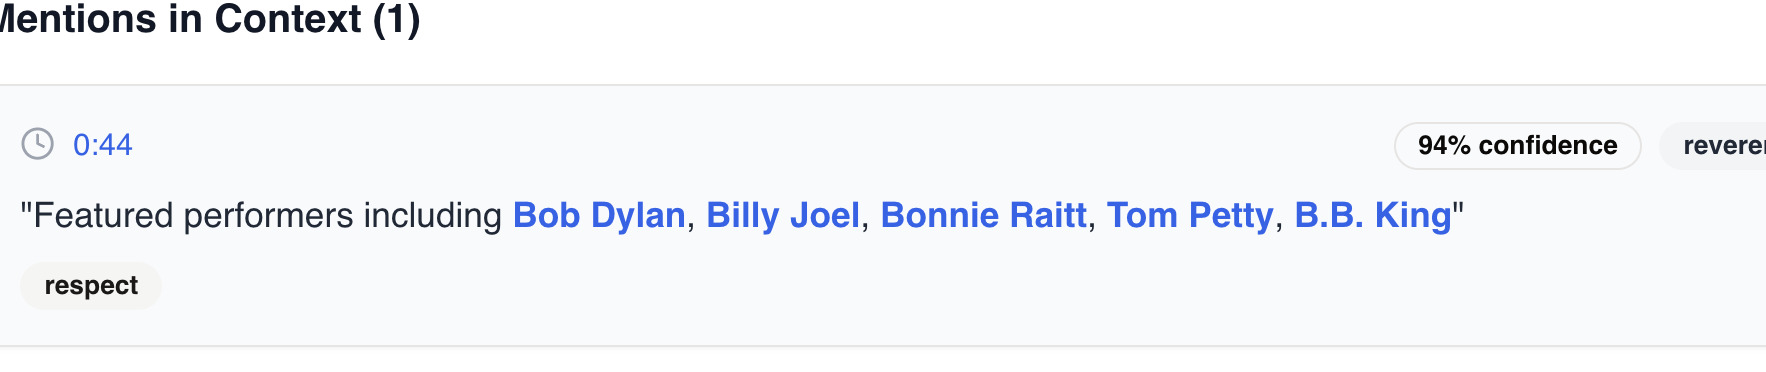 Mentions in Context (1)
0:44
94% confidence
revere
"Featured performers including Bob Dylan, Billy Joel, Bonnie Raitt, Tom Petty, B.B. King"
respect